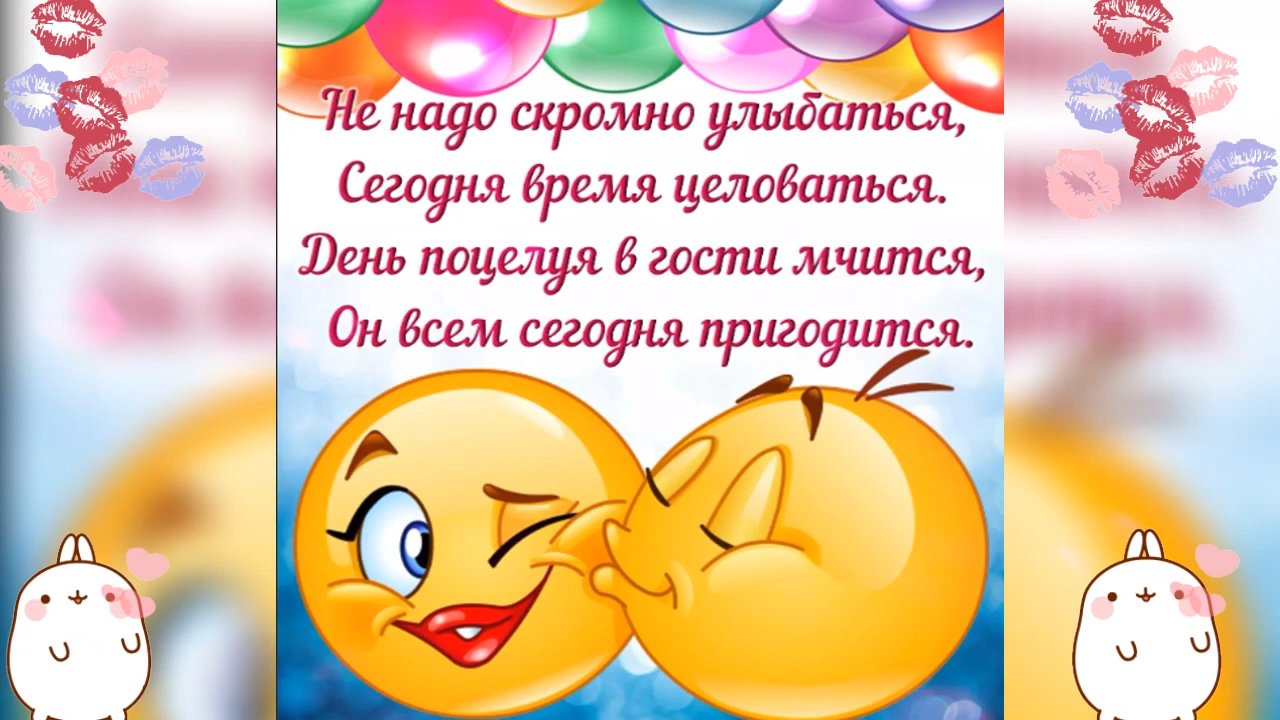 Не надо скромно улыбаться,
Сегодня время целоваться.
День поцелуя в гости мчится,
Он всем сегодня пригодится.